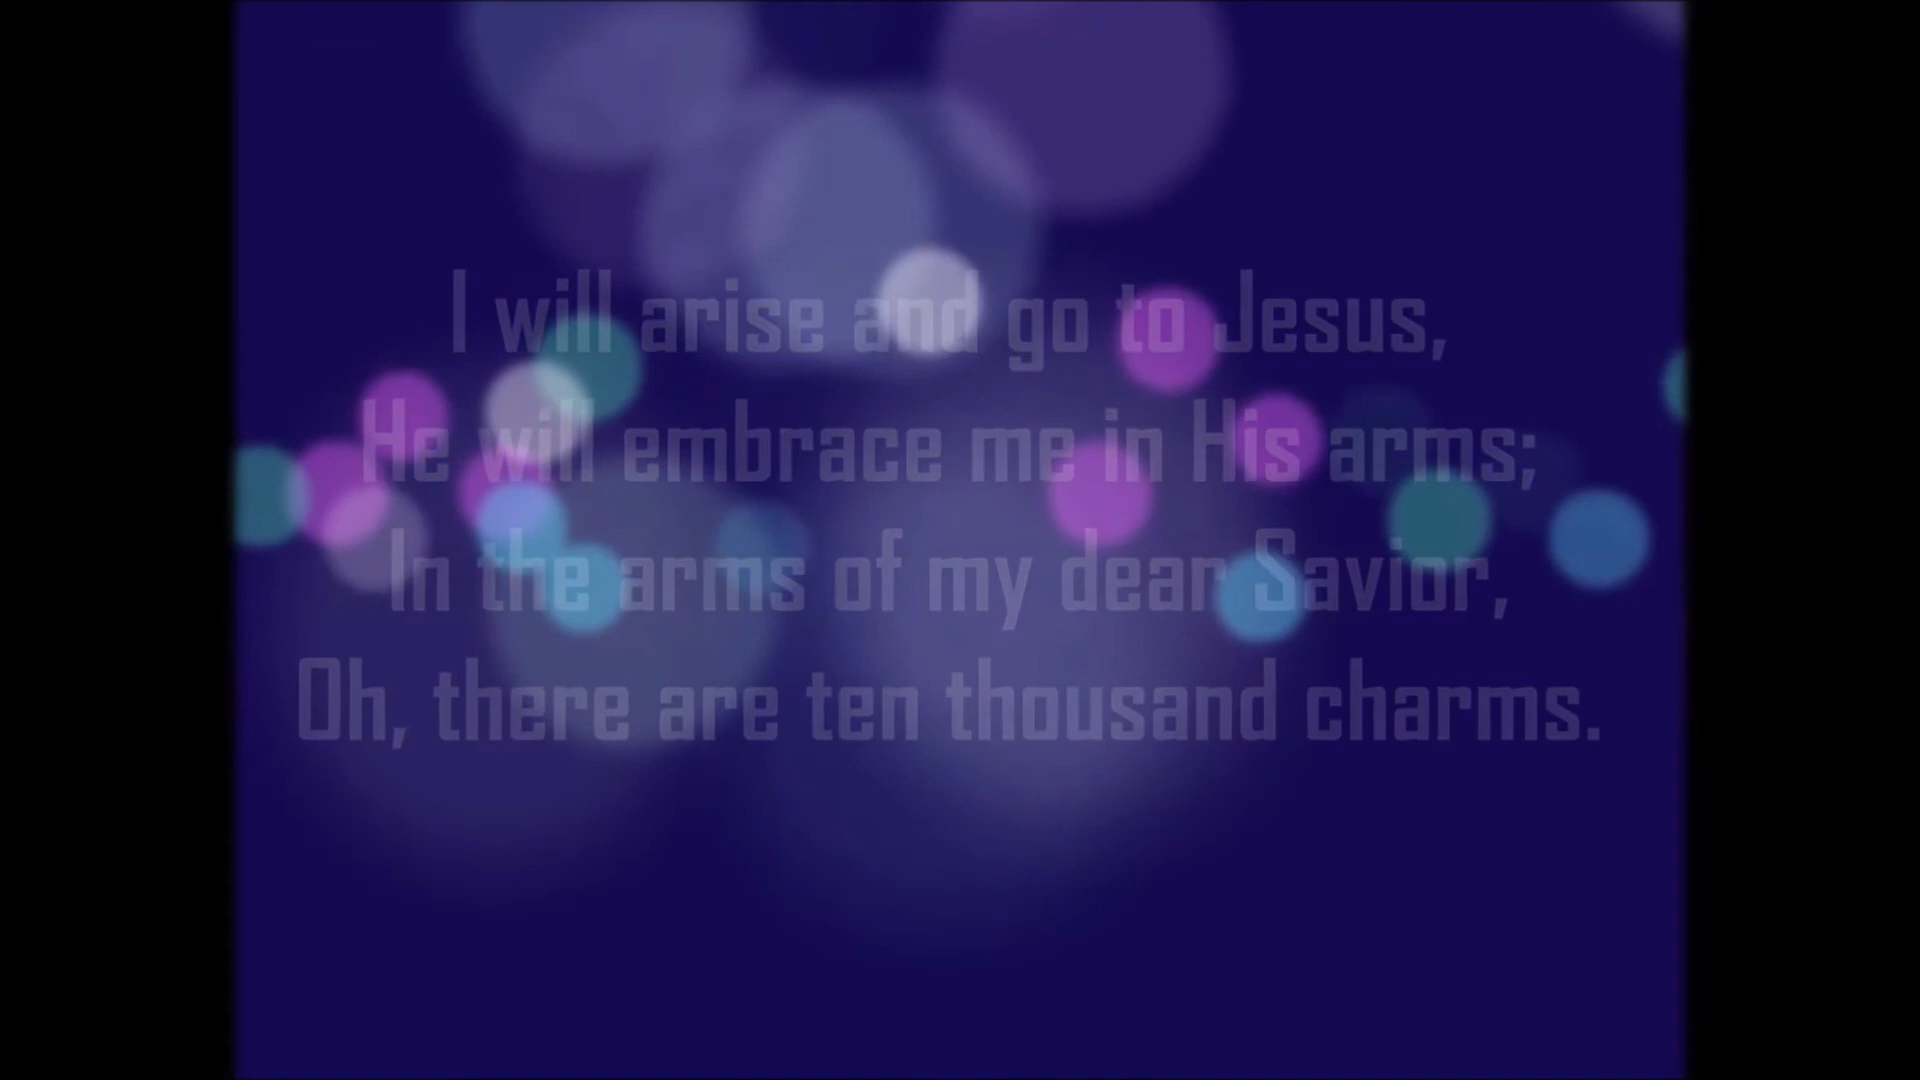 I will arise and go to Jesus,
He will embrace me in His arms;
In the arms of my dear Savior,
Oh, there are ten thousand charms.